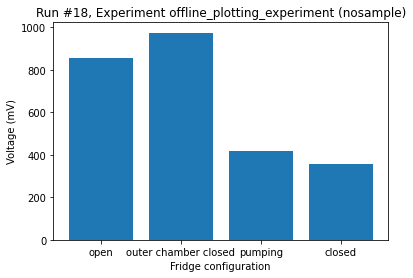 Run #18, Experiment offline_plotting_experiment (nosample)
1000
800
600
400
200
0
Voltage (mV)
open outer chamber closed pumping closed
Fridge configuration